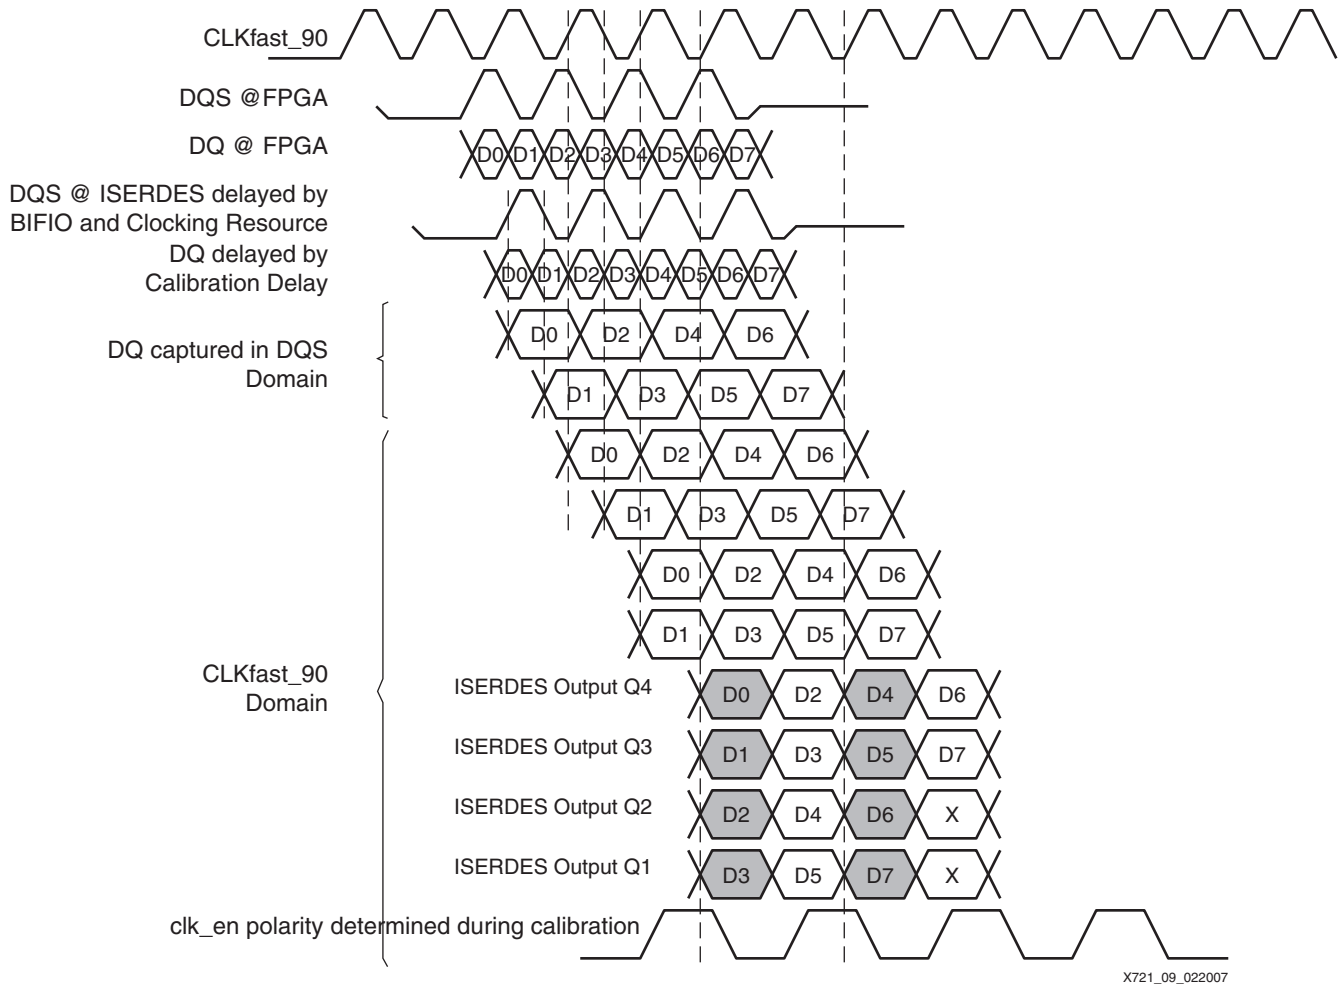 CLKfast_90
DQS @FPGA
DQ @ FPGA
D0 D1 D2 D3 D4 D5 D6 D7
DQS @ ISERDES delayed by
BIFIO and Clocking Resource
DQ delayed by
Calibration Delay
D0 D1 D2 D3 D4 D5 D6 D7
DQ captured in DQS
Domain
D0 D2 D4 D6
D1 D3 D5 D7
D0 D2 D4 D6
D1 D3 D5 D7
D0 D2 D4 D6
D1 D3 D5 D7
CLKfast_90
Domain
ISERDES Output Q4 D0 D2 D4 D6
ISERDES Output Q3 D1 D3 D5 D7
ISERDES Output Q2 D2 D4 D6 X
ISERDES Output Q1 D3 D5 D7 X
clk_en polarity determined during calibration
X721_09_022007